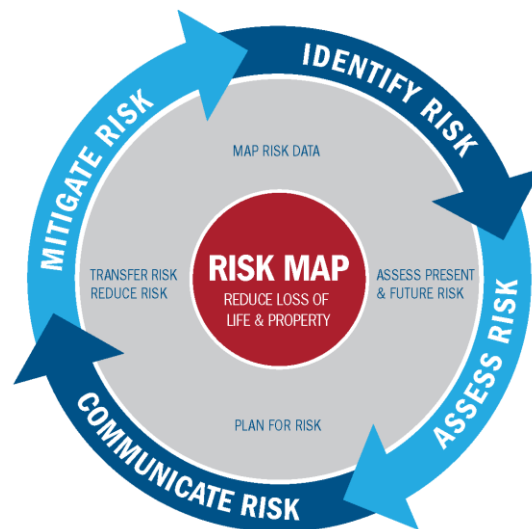 IDENTIFY RISK
ASSESS RISK
COMMUNICATE RISK
MITIGATE RISK
MAP RISK DATA
ASSESS PRESENT
& FUTURE RISK
PLAN FOR RISK
TRANSFER RISK
REDUCE RISK
RISK MAP
REDUCE LOSS OF
LIFE & PROPERTY